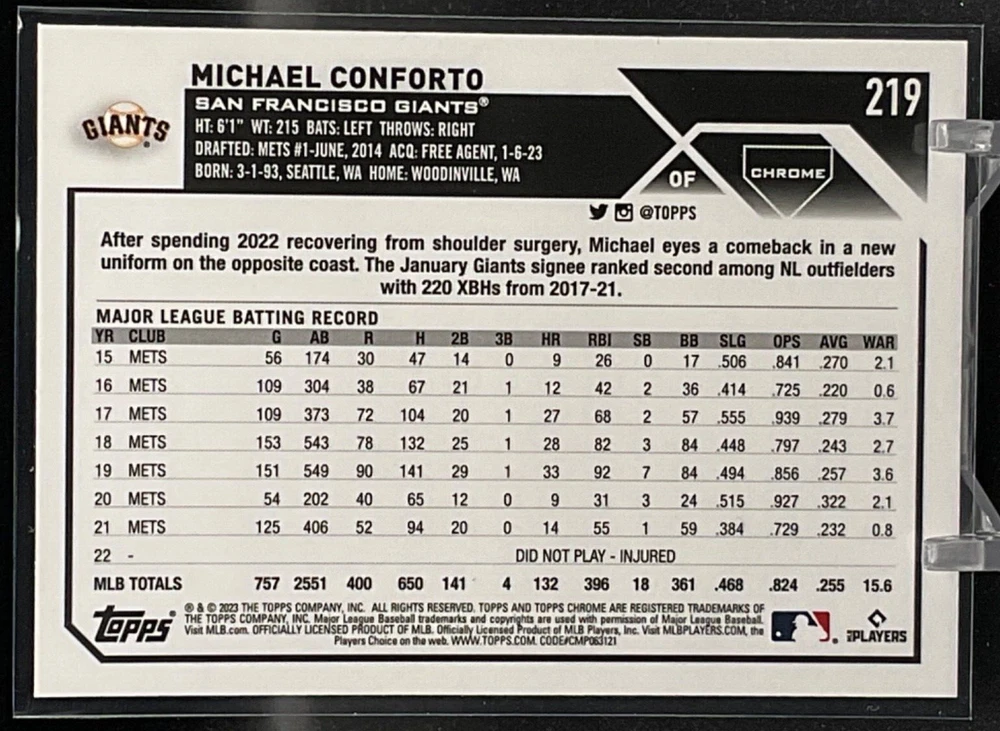 MICHAEL CONFORTO
219
GIANTS
SAN FRANCISCO GIANTS®
HT: 6'1" WT: 215 BATS: LEFT THROWS: RIGHT
DRAFTED: METS #1-JUNE, 2014 ACQ: FREE AGENT, 1-6-23
BORN: 3-1-93, SEATTLE, WA HOME: WOODINVILLE, WA
OF
CHROME
@TOPPS
After spending 2022 recovering from shoulder surgery, Michael eyes a comeback in a new
uniform on the opposite coast. The January Giants signee ranked second among NL outfielders
with 220 XBHs from 2017-21.
MAJOR LEAGUE BATTING RECORD
YR CLUB G AB R H 2B 3B HR RBI SB BB SLG OPS AVG WAR
15 METS 56 174 30 47 14 0 9 26 0 17 .506 .841 .270 2.1
16 METS 109 304 38 67 21 1 12 42 2 36 .414 .725 .220 0.6
17 METS 109 373 72 104 20 1 27 68 2 57 .555 .939 .279 3.7
18 METS 153 543 78 132 25 1 28 82 3 84 .448 .797 .243 2.7
19 METS 151 549 90 141 29 1 33 92 7 84 .494 .856 .257 3.6
20 METS 54 202 40 65 12 0 9 31 3 24 .515 .927 .322 2.1
21 METS 125 406 52 94 20 0 14 55 1 59 .384 .729 .232 0.8
22 - DID NOT PLAY - INJURED
MLB TOTALS 757 2551 400 650 141 4 132 396 18 361 .468 .824 .255 15.6
Topps®
® & © 2023 THE TOPPS COMPANY, INC. ALL RIGHTS RESERVED. TOPPS AND TOPPS CHROME ARE REGISTERED TRADEMARKS OF
THE TOPPS COMPANY, INC. Major League Baseball trademarks and copyrights are used with permission of Major League Baseball.
Visit MLB.com. OFFICIALLY LICENSED PRODUCT OF MLB. Officially Licensed Product of MLB Players, Inc. Visit MLBPLAYERS.COM, the
Players Choice on the web. WWW.TOPPS.COM. CODE#CMP063121
PLAYERS